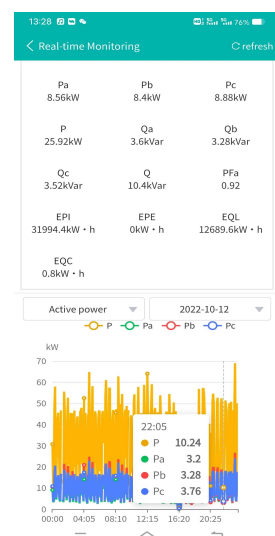 13:28 76%
Real-time Monitoring refresh
Pa Pb Pc
8.56kW 8.4kW 8.88kW
P Qa Qb
25.92kW 3.6kVar 3.28kVar
Qc Q PFa
3.52kVar 10.4kVar 0.92
EPI EPE EQL
31994.4kW·h 0kW·h 12689.6kW·h
EQC
0.8kW·h
Active power 2022-10-12
P Pa Pb Pc
kW
70
60
50
40
30
20
10
0
22:05
P 10.24
Pa 3.2
Pb 3.28
Pc 3.76
00:00 04:05 08:10 12:15 16:20 20:25